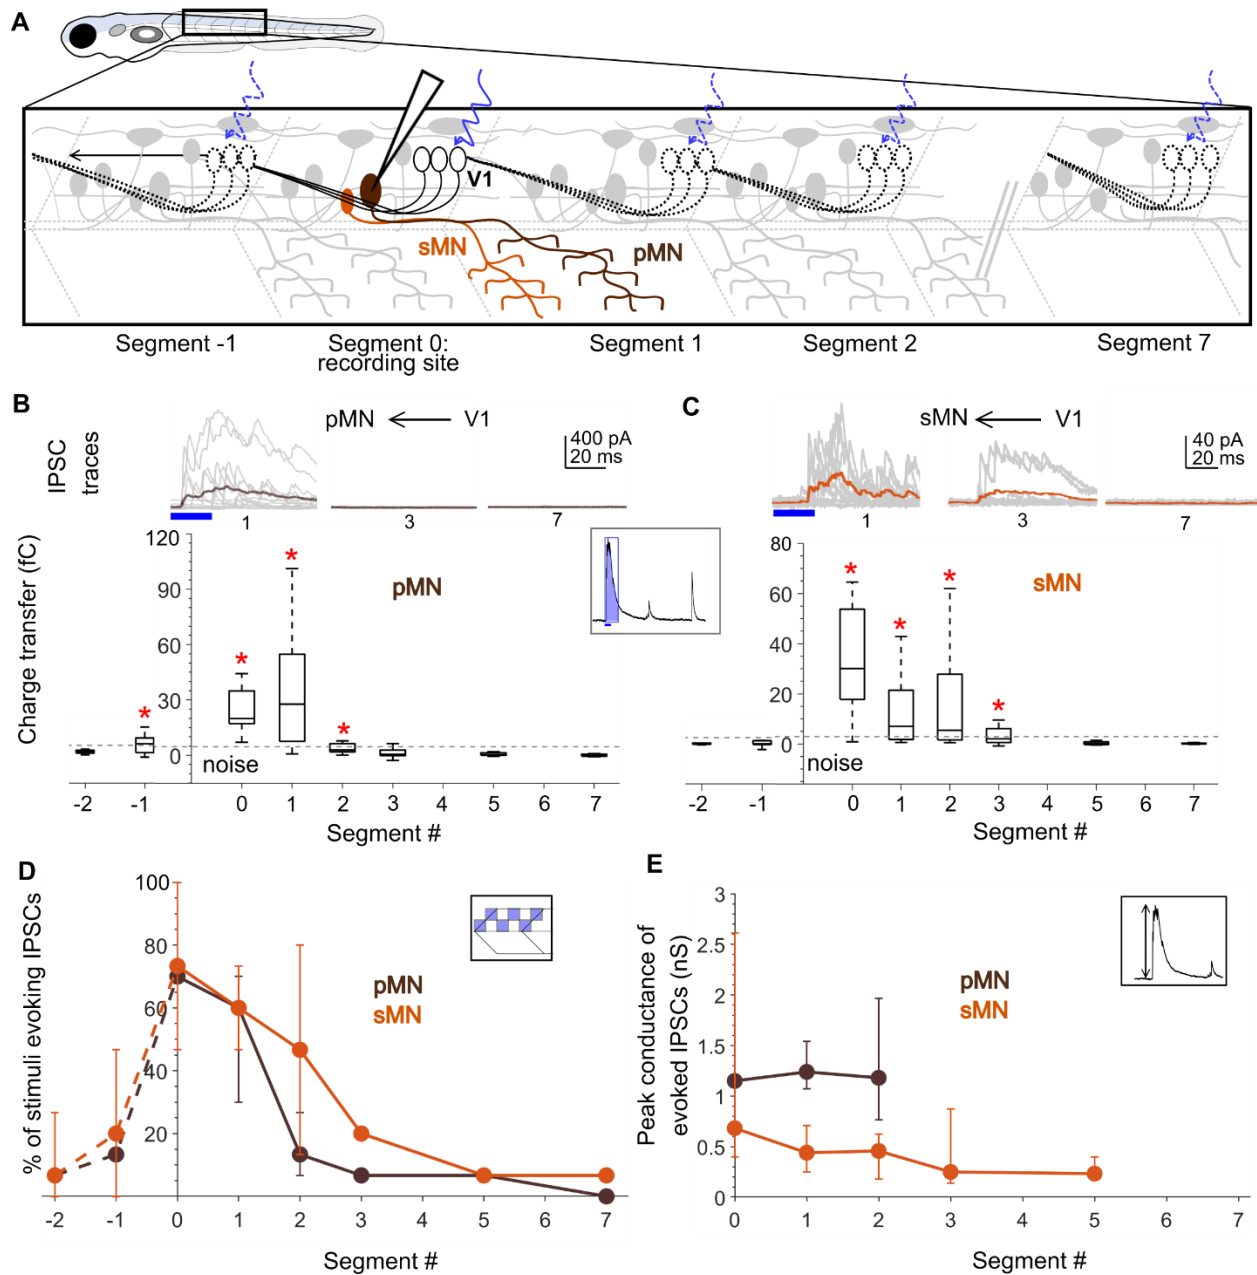 A
V1
sMN
pMN
Segment -1
Segment 0:
recording site
Segment 1
Segment 2
Segment 7
B
IPSC
traces
pMN
V1
400 pA
20 ms
1
3
7
Charge transfer (fC)
120
90
60
30
0
pMN
noise
-2
-1
0
1
2
3
4
5
6
7
Segment #
* * * *
C
sMN
V1
40 pA
20 ms
1
3
7
80
60
40
20
0
sMN
noise
-2
-1
0
1
2
3
4
5
6
7
Segment #
* * * *
D
% of stimuli evoking IPSCs
100
80
60
40
20
pMN
sMN
-2
-1
0
1
2
3
4
5
6
7
Segment #
E
Peak conductance of
evoked IPSCs (nS)
3
2.5
2
1.5
1
0.5
0
pMN
sMN
0
1
2
3
4
5
6
7
Segment #